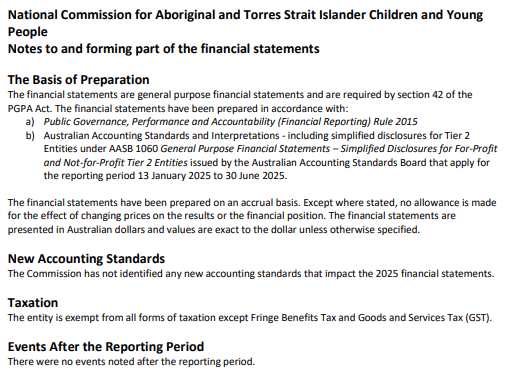 National Commission for Aboriginal and Torres Strait Islander Children and Young
People
Notes to and forming part of the financial statements
The Basis of Preparation
The financial statements are general purpose financial statements and are required by section 42 of the
PGPA Act. The financial statements have been prepared in accordance with:
a) Public Governance, Performance and Accountability (Financial Reporting) Rule 2015
b) Australian Accounting Standards and Interpretations - including simplified disclosures for Tier 2
Entities under AASB 1060 General Purpose Financial Statements – Simplified Disclosures for For-Profit
and Not-for-Profit Tier 2 Entities issued by the Australian Accounting Standards Board that apply for
the reporting period 13 January 2025 to 30 June 2025.
The financial statements have been prepared on an accrual basis. Except where stated, no allowance is made
for the effect of changing prices on the results or the financial position. The financial statements are
presented in Australian dollars and values are exact to the dollar unless otherwise specified.
New Accounting Standards
The Commission has not identified any new accounting standards that impact the 2025 financial statements.
Taxation
The entity is exempt from all forms of taxation except Fringe Benefits Tax and Goods and Services Tax (GST).
Events After the Reporting Period
There were no events noted after the reporting period.